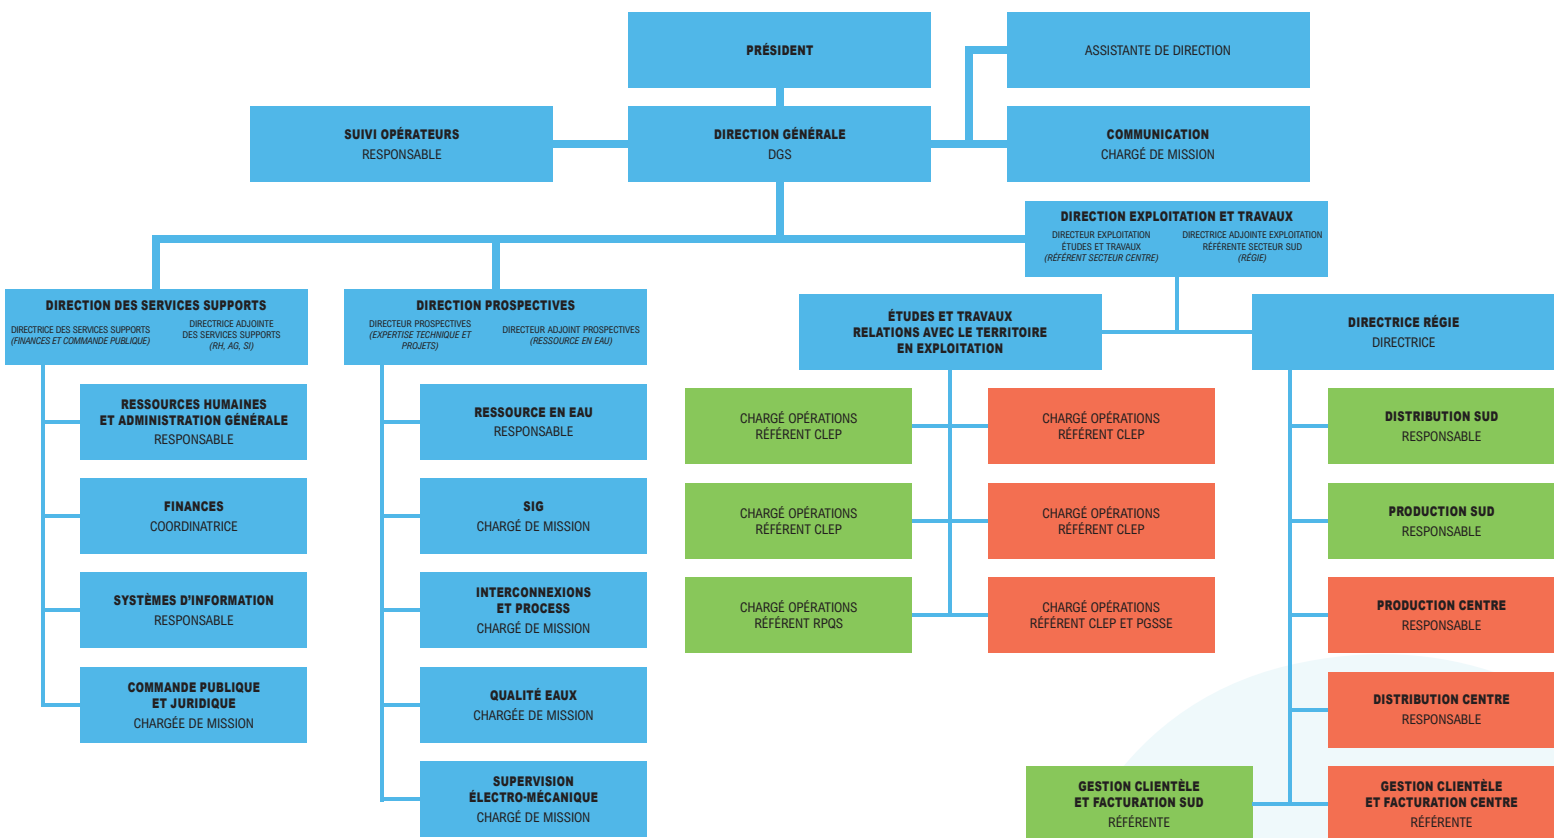 PRÉSIDENT
ASSISTANTE DE DIRECTION
SUIVI OPÉRATEURS
RESPONSABLE
DIRECTION GÉNÉRALE
DGS
COMMUNICATION
CHARGÉ DE MISSION
DIRECTION EXPLOITATION ET TRAVAUX
DIRECTEUR EXPLOITATION
ÉTUDES ET TRAVAUX
(RÉFÉRENT SECTEUR CENTRE)
DIRECTRICE ADJOINTE EXPLOITATION
RÉFÉRENTE SECTEUR SUD
(RÉGIE)
DIRECTION DES SERVICES SUPPORTS
DIRECTRICE DES SERVICES SUPPORTS
(FINANCES ET COMMANDE PUBLIQUE)
DIRECTRICE ADJOINTE
DES SERVICES SUPPORTS
(RH, AG, SI)
DIRECTION PROSPECTIVES
DIRECTEUR PROSPECTIVES
(EXPERTISE TECHNIQUE ET
PROJETS)
DIRECTEUR ADJOINT PROSPECTIVES
(RESSOURCE EN EAU)
ÉTUDES ET TRAVAUX
RELATIONS AVEC LE TERRITOIRE
EN EXPLOITATION
DIRECTRICE RÉGIE
DIRECTRICE
RESSOURCES HUMAINES
ET ADMINISTRATION GÉNÉRALE
RESPONSABLE
FINANCES
COORDINATRICE
SYSTÈMES D'INFORMATION
RESPONSABLE
COMMANDE PUBLIQUE
ET JURIDIQUE
CHARGÉE DE MISSION
RESSOURCE EN EAU
RESPONSABLE
SIG
CHARGÉ DE MISSION
INTERCONNEXIONS
ET PROCESS
CHARGÉ DE MISSION
QUALITÉ EAUX
CHARGÉE DE MISSION
SUPERVISION
ÉLECTRO-MÉCANIQUE
CHARGÉ DE MISSION
CHARGÉ OPÉRATIONS
RÉFÉRENT CLEP
CHARGÉ OPÉRATIONS
RÉFÉRENT CLEP
CHARGÉ OPÉRATIONS
RÉFÉRENT CLEP
CHARGÉ OPÉRATIONS
RÉFÉRENT CLEP
CHARGÉ OPÉRATIONS
RÉFÉRENT RPQS
CHARGÉ OPÉRATIONS
RÉFÉRENT CLEP ET PGSSE
DISTRIBUTION SUD
RESPONSABLE
PRODUCTION SUD
RESPONSABLE
PRODUCTION CENTRE
RESPONSABLE
DISTRIBUTION CENTRE
RESPONSABLE
GESTION CLIENTÈLE
ET FACTURATION SUD
RÉFÉRENTE
GESTION CLIENTÈLE
ET FACTURATION CENTRE
RÉFÉRENTE